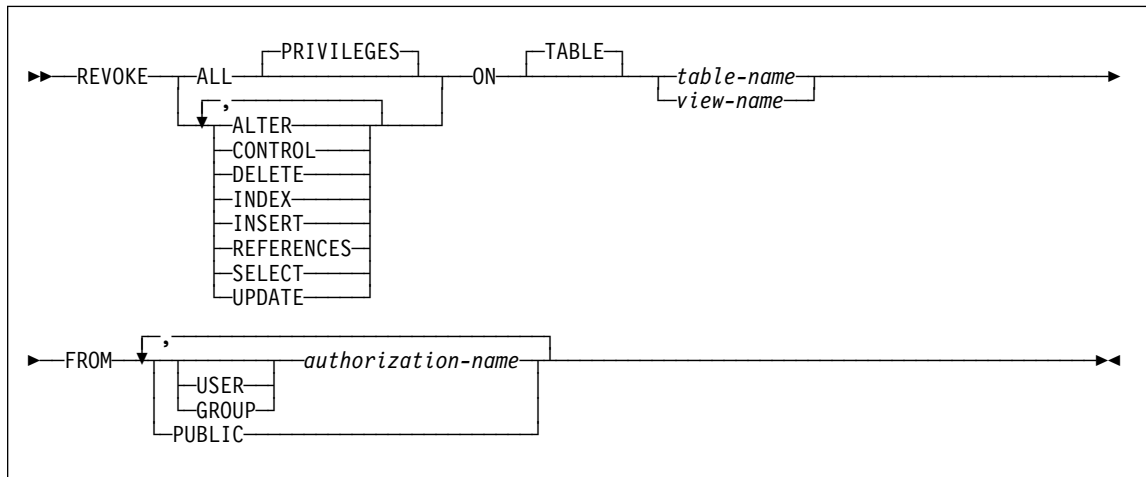 PRIVILEGES TABLE
REVOKE ALL ON table-name
view-name
,
ALTER
CONTROL
DELETE
INDEX
INSERT
REFERENCES
SELECT
UPDATE
,
FROM authorization-name
USER
GROUP
PUBLIC